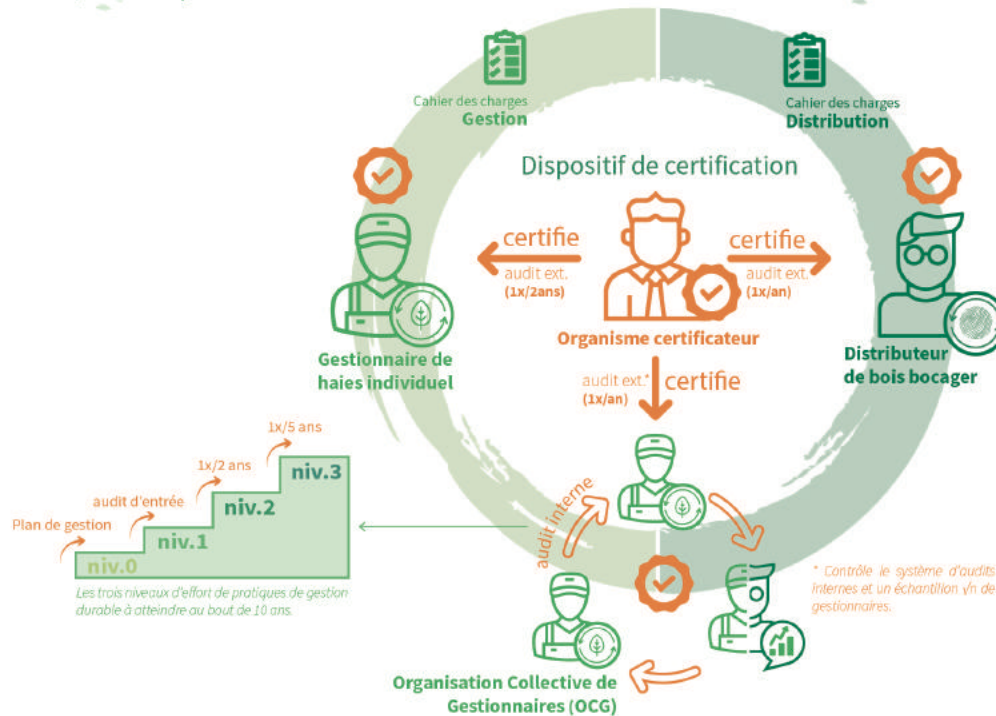 Cahier des charges
Gestion
Cahier des charges
Distribution
Dispositif de certification
certifie
audit ext.
(1x/2ans)
certifie
audit ext.
(1x/an)
Organisme certificateur
Gestionnaire de
haies individuel
Distributeur
de bois bocager
audit ext.*
(1x/an)
certifie
1x/5 ans
1x/2 ans
audit d'entrée
Plan de gestion
niv.3
niv.2
niv.1
niv.0
Les trois niveaux d'effort de pratiques de gestion
durable à atteindre au bout de 10 ans.
audit interne
* Contrôle le système d'audits
internes et un échantillon √n de
gestionnaires.
Organisation Collective de
Gestionnaires (OCG)